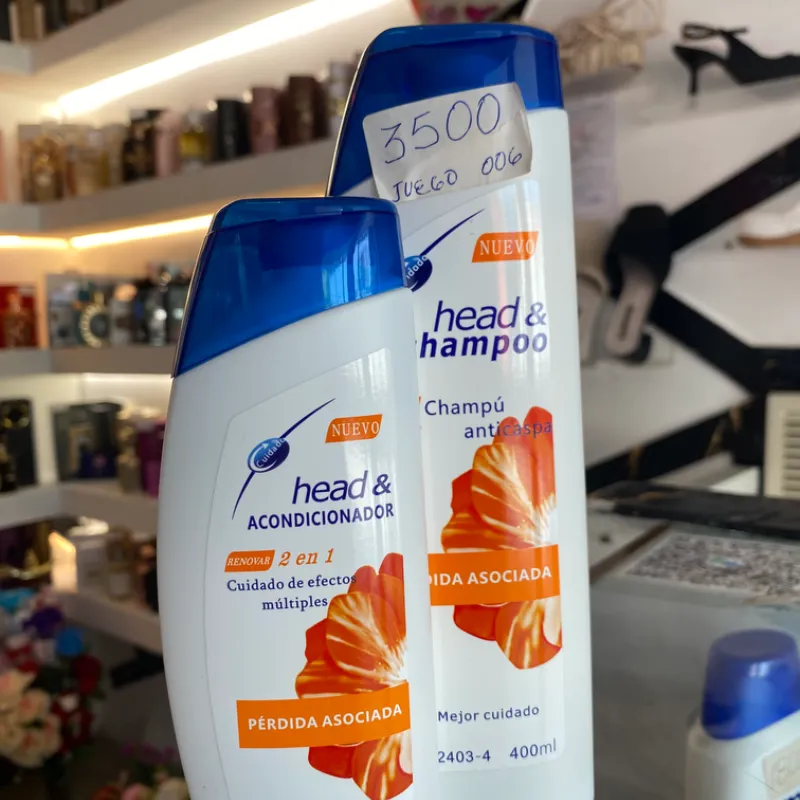 3500
JUEGO 006
NUEVO
head &
hampoo
Champú
anticaspa
DIDA ASOCIADA
Mejor cuidado
2403-4 400ml
NUEVO
Cuidado
head &
ACONDICIONADOR
RENOVAR 2 en 1
Cuidado de efectos
múltiples
PÉRDIDA ASOCIADA